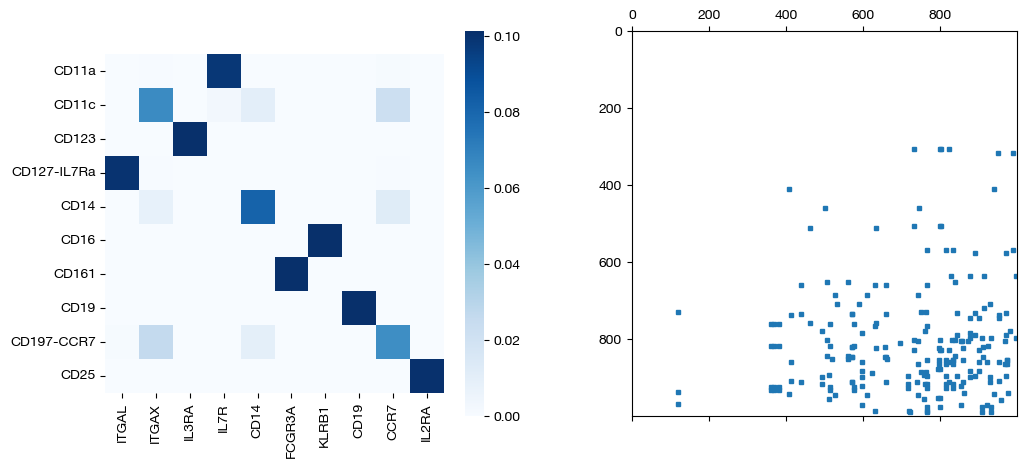 CD11a
CD11c
CD123
CD127-IL7Ra
CD14
CD16
CD161
CD19
CD197-CCR7
CD25
ITGAL
ITGAX
IL3RA
IL7R
CD14
FCGR3A
KLRB1
CD19
CCR7
IL2RA
0.10
0.08
0.06
0.04
0.02
0.00
0 200 400 600 800
0
200
400
600
800